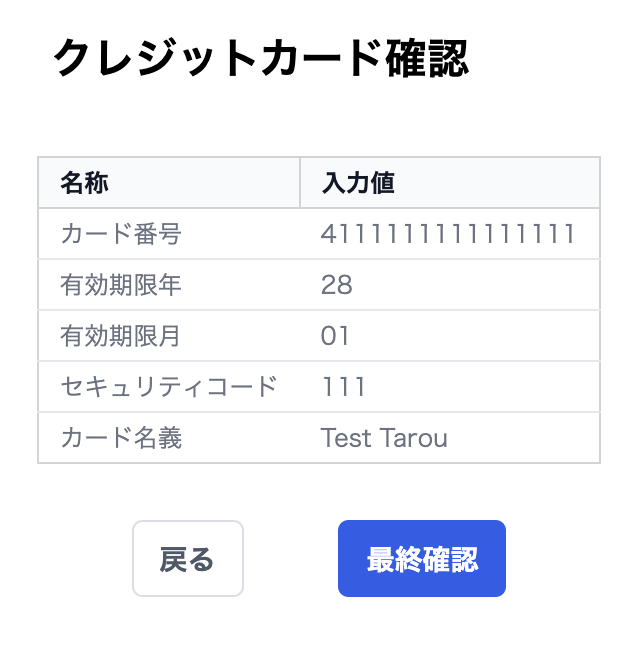 クレジットカード確認
名称 入力値
カード番号 4111111111111111
有効期限年 28
有効期限月 01
セキュリティコード 111
カード名義 Test Tarou
戻る 最終確認